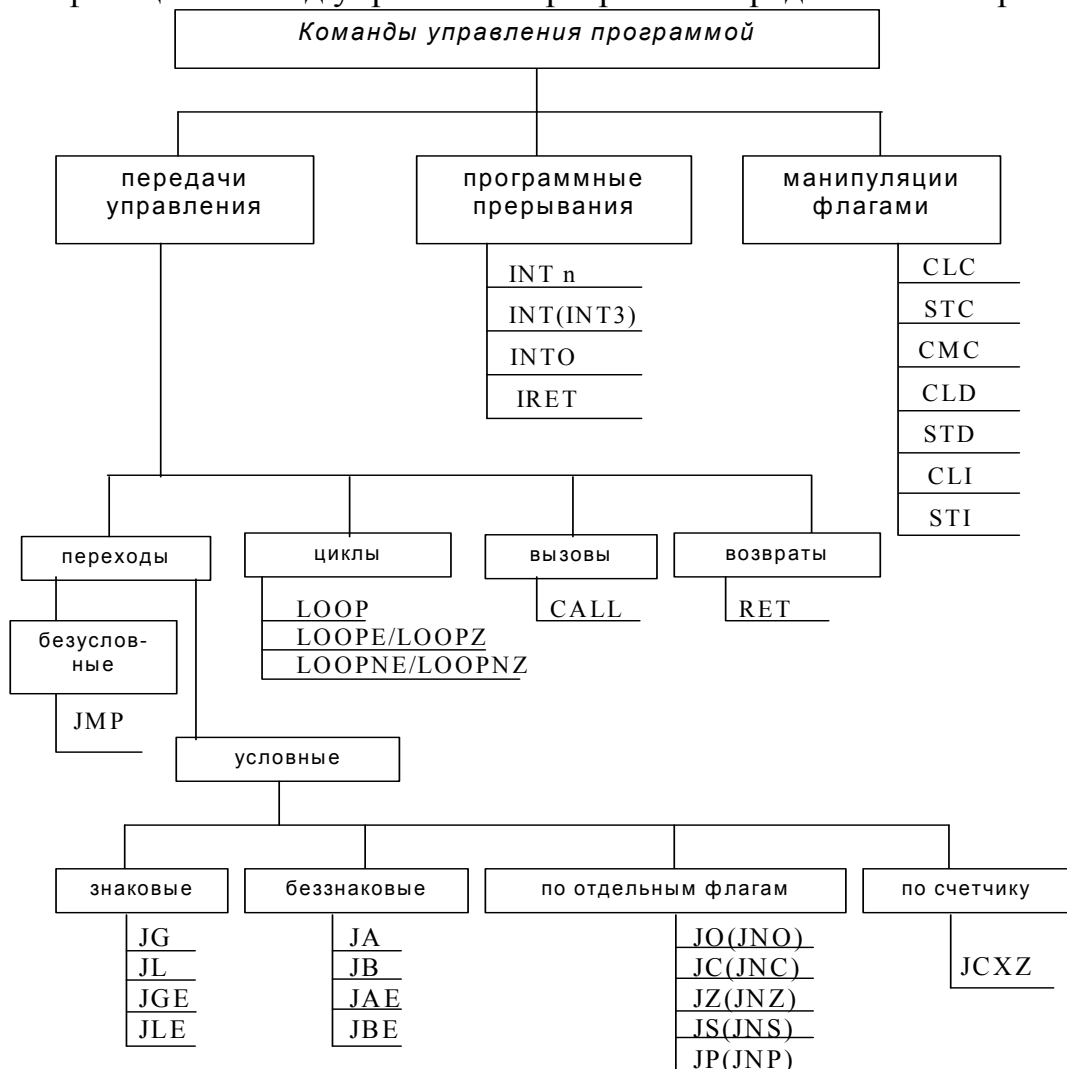 Команды управления программой
передачи
управления
программные
прерывания
манипуляции
флагами
INT n
INT(INT3)
INTO
IRET
CLC
STC
CMC
CLD
STD
CLI
STI
переходы
циклы
вызовы
возвраты
безуслов-
ные
JMP
LOOP
LOOPE/LOOPZ
LOOPNE/LOOPNZ
CALL
RET
условные
знаковые
беззнаковые
по отдельным флагам
по счетчику
JG
JL
JGE
JLE
JA
JB
JAE
JBE
JO(JNO)
JC(JNC)
JZ(JNZ)
JS(JNS)
JP(JNP)
JCXZ